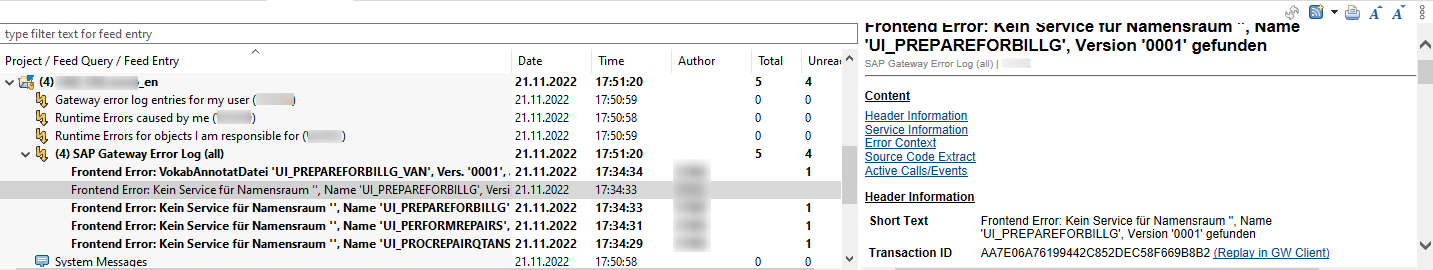 type filter text for feed entry
Project / Feed Query / Feed Entry Date Time Author Total Unread
(4) _en 21.11.2022 17:51:20 5 4
Gateway error log entries for my user ( ) 21.11.2022 17:50:59 0 0
Runtime Errors caused by me ( ) 21.11.2022 17:50:58 0 0
Runtime Errors for objects I am responsible for ( ) 21.11.2022 17:50:59 0 0
(4) SAP Gateway Error Log (all) 21.11.2022 17:51:20 5 4
Frontend Error: VokabAnnotatDatei 'UI_PREPAREFORBILLG_VAN', Vers. '0001', 21.11.2022 17:34:34 1
Frontend Error: Kein Service für Namensraum '', Name 'UI_PREPAREFORBILLG', Versi 21.11.2022 17:34:33
Frontend Error: Kein Service für Namensraum '', Name 'UI_PREPAREFORBILLG' 21.11.2022 17:34:33 1
Frontend Error: Kein Service für Namensraum '', Name 'UI_PERFORMREPAIRS', 21.11.2022 17:34:31 1
Frontend Error: Kein Service für Namensraum '', Name 'UI_PROCREPAIRQTANS 21.11.2022 17:34:29 1
System Messages 21.11.2022 17:50:58 0 0
Frontend Error: Kein Service für Namensraum '', Name
'UI_PREPAREFORBILLG', Version '0001' gefunden
SAP Gateway Error Log (all) |
Content
Header Information
Service Information
Error Context
Source Code Extract
Active Calls/Events
Header Information
Short Text Frontend Error: Kein Service für Namensraum '', Name
'UI_PREPAREFORBILLG', Version '0001' gefunden
Transaction ID AA7E06A76199442C852DEC58F669B8B2 (Replay in GW Client)